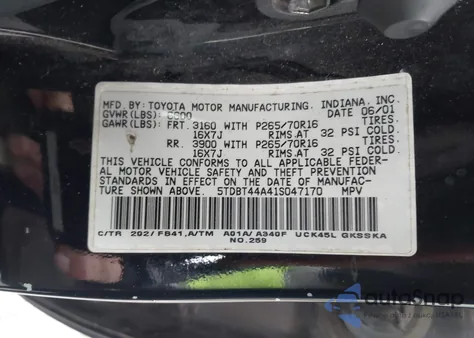 MFD. BY: TOYOTA MOTOR MANUFACTURING, INDIANA, INC.
GVWR(LBS): 6600 DATE 06/01
GAWR(LBS): FRT. 3160 WITH P265/70R16 TIRES,
16X7J RIMS,AT 32 PSI COLD.
RR. 3900 WITH P265/70R16 TIRES,
16X7J RIMS,AT 32 PSI COLD.
THIS VEHICLE CONFORMS TO ALL APPLICABLE FEDER-
AL MOTOR VEHICLE SAFETY AND THEFT PREVENTION
STANDARDS IN EFFECT ON THE DATE OF MANUFAC-
TURE SHOWN ABOVE. 5TDBT44A41S047170 MPV
C/TR 202/FB41,A/TM A01A/A340F UCK45L GKSSKA
NO.259
autoSnap